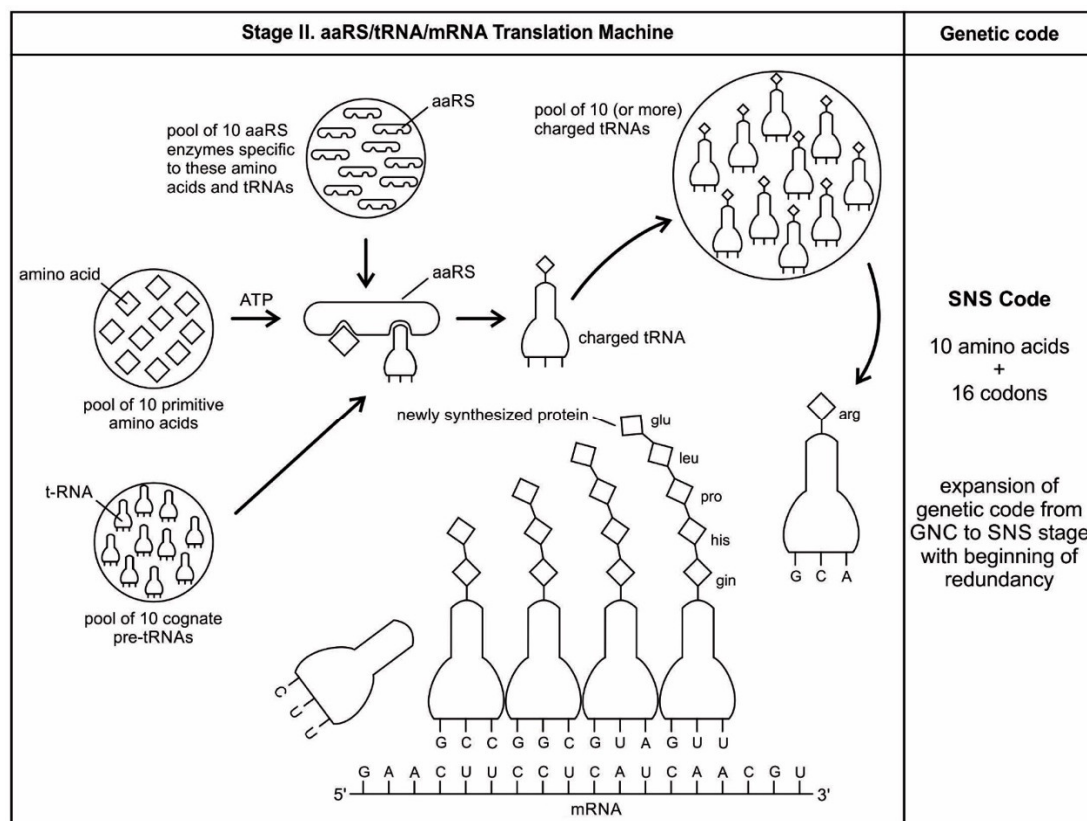 Stage II. aaRS/tRNA/mRNA Translation Machine
Genetic code
aaRS
pool of 10 aaRS
enzymes specific
to these amino
acids and tRNAs
pool of 10 (or more)
charged tRNAs
amino acid
ATP
aaRS
charged tRNA
pool of 10 primitive
amino acids
t-RNA
pool of 10 cognate
pre-tRNAs
newly synthesized protein
glu
leu
pro
his
gin
arg
G C A
C U U
G C C G G C G U A G U U
G A A C U U C C U C A U C A A C G U
5'
3'
mRNA
SNS Code
10 amino acids
+
16 codons
expansion of
genetic code from
GNC to SNS stage
with beginning of
redundancy